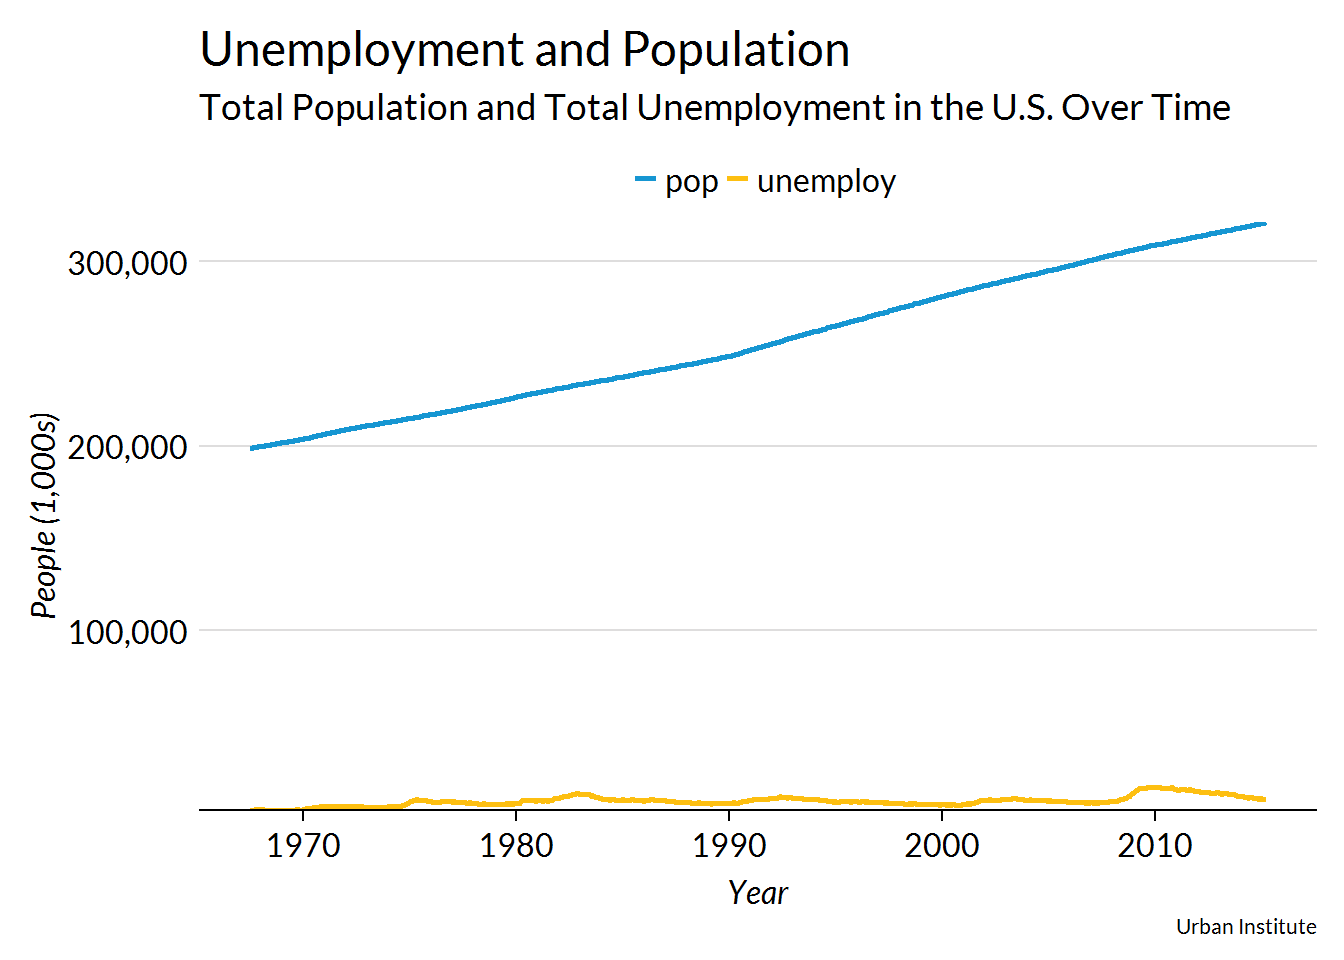 Unemployment and Population
Total Population and Total Unemployment in the U.S. Over Time
pop unemploy
300,000
200,000
100,000
People (1,000s)
1970 1980 1990 2000 2010
Year
Urban Institute